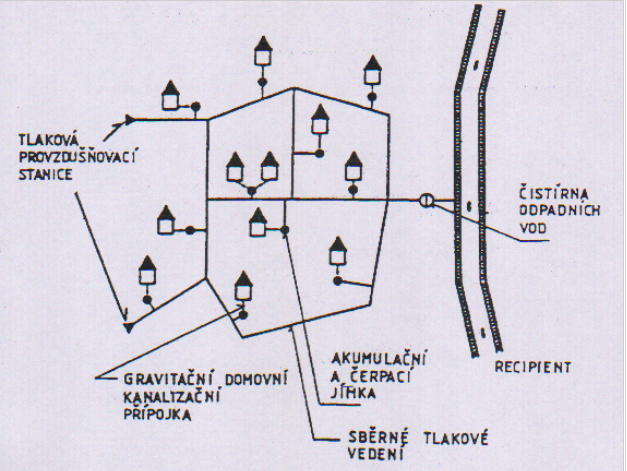 TLAKOVÁ
PROVZDUŠŇOVACÍ
STANICE
ČISTÍRNA
ODPADNÍCH
VOD
RECIPIENT
AKUMULAČNÍ
A ČERPACÍ
JÍMKA
GRAVITAČNÍ DOMOVNÍ
KANALIZAČNÍ
PŘÍPOJKA
SBĚRNÉ TLAKOVÉ
VEDENÍ